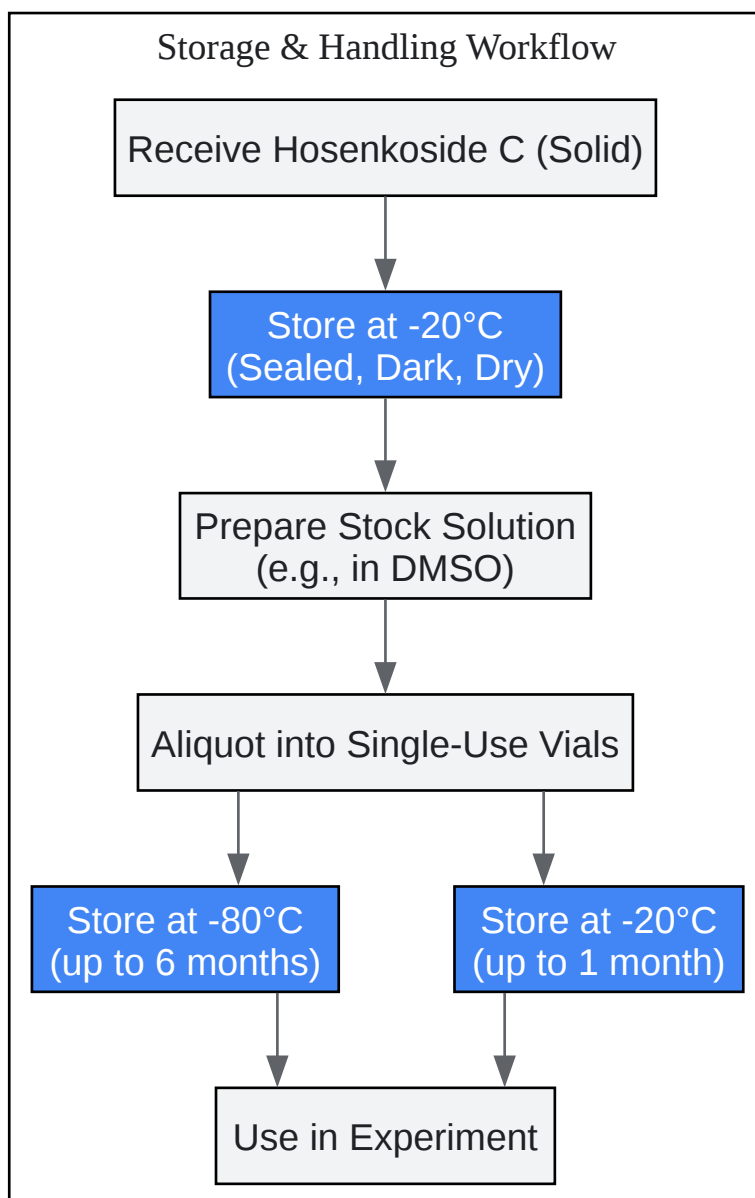 Storage & Handling Workflow
Receive Hosenkoside C (Solid)
Store at -20°C
(Sealed, Dark, Dry)
Prepare Stock Solution
(e.g., in DMSO)
Aliquot into Single-Use Vials
Store at -80°C
(up to 6 months)
Store at -20°C
(up to 1 month)
Use in Experiment